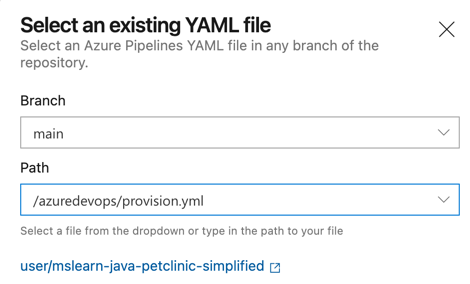 Select an existing YAML file
Select an Azure Pipelines YAML file in any branch of the
repository.
Branch
main
Path
/azuredevops/provision.yml
Select a file from the dropdown or type in the path to your file
user/mslearn-java-petclinic-simplified